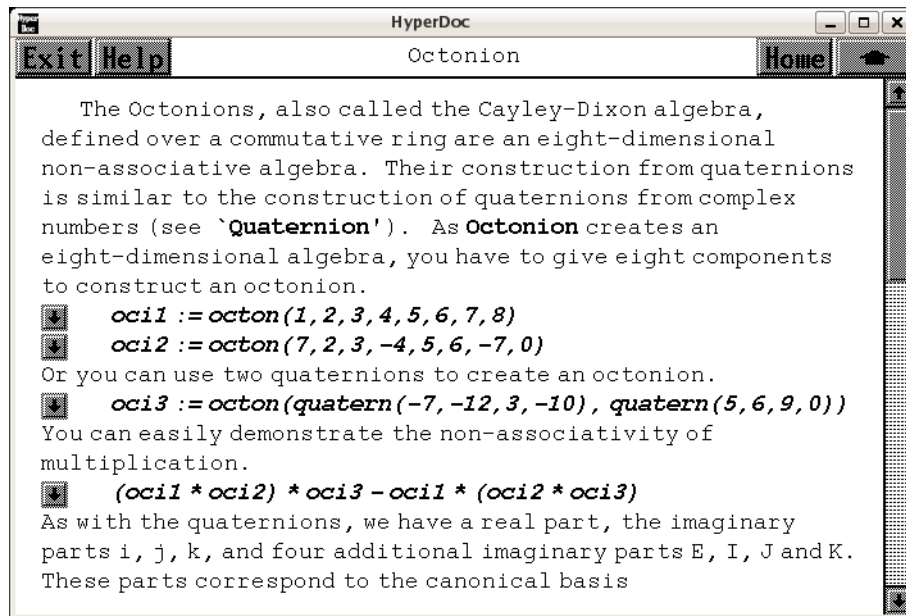 Hyper Doc
HyperDoc
Exit Help Octonion Home
The Octonions, also called the Cayley-Dixon algebra,
defined over a commutative ring are an eight-dimensional
non-associative algebra. Their construction from quaternions
is similar to the construction of quaternions from complex
numbers (see `Quaternion'). As Octonion creates an
eight-dimensional algebra, you have to give eight components
to construct an octonion.
oci1 := octon(1,2,3,4,5,6,7,8)
oci2 := octon(7,2,3,-4,5,6,-7,0)
Or you can use two quaternions to create an octonion.
oci3 := octon(quatern(-7,-12,3,-10), quatern(5,6,9,0))
You can easily demonstrate the non-associativity of
multiplication.
(oci1 * oci2) * oci3 - oci1 * (oci2 * oci3)
As with the quaternions, we have a real part, the imaginary
parts i, j, k, and four additional imaginary parts E, I, J and K.
These parts correspond to the canonical basis